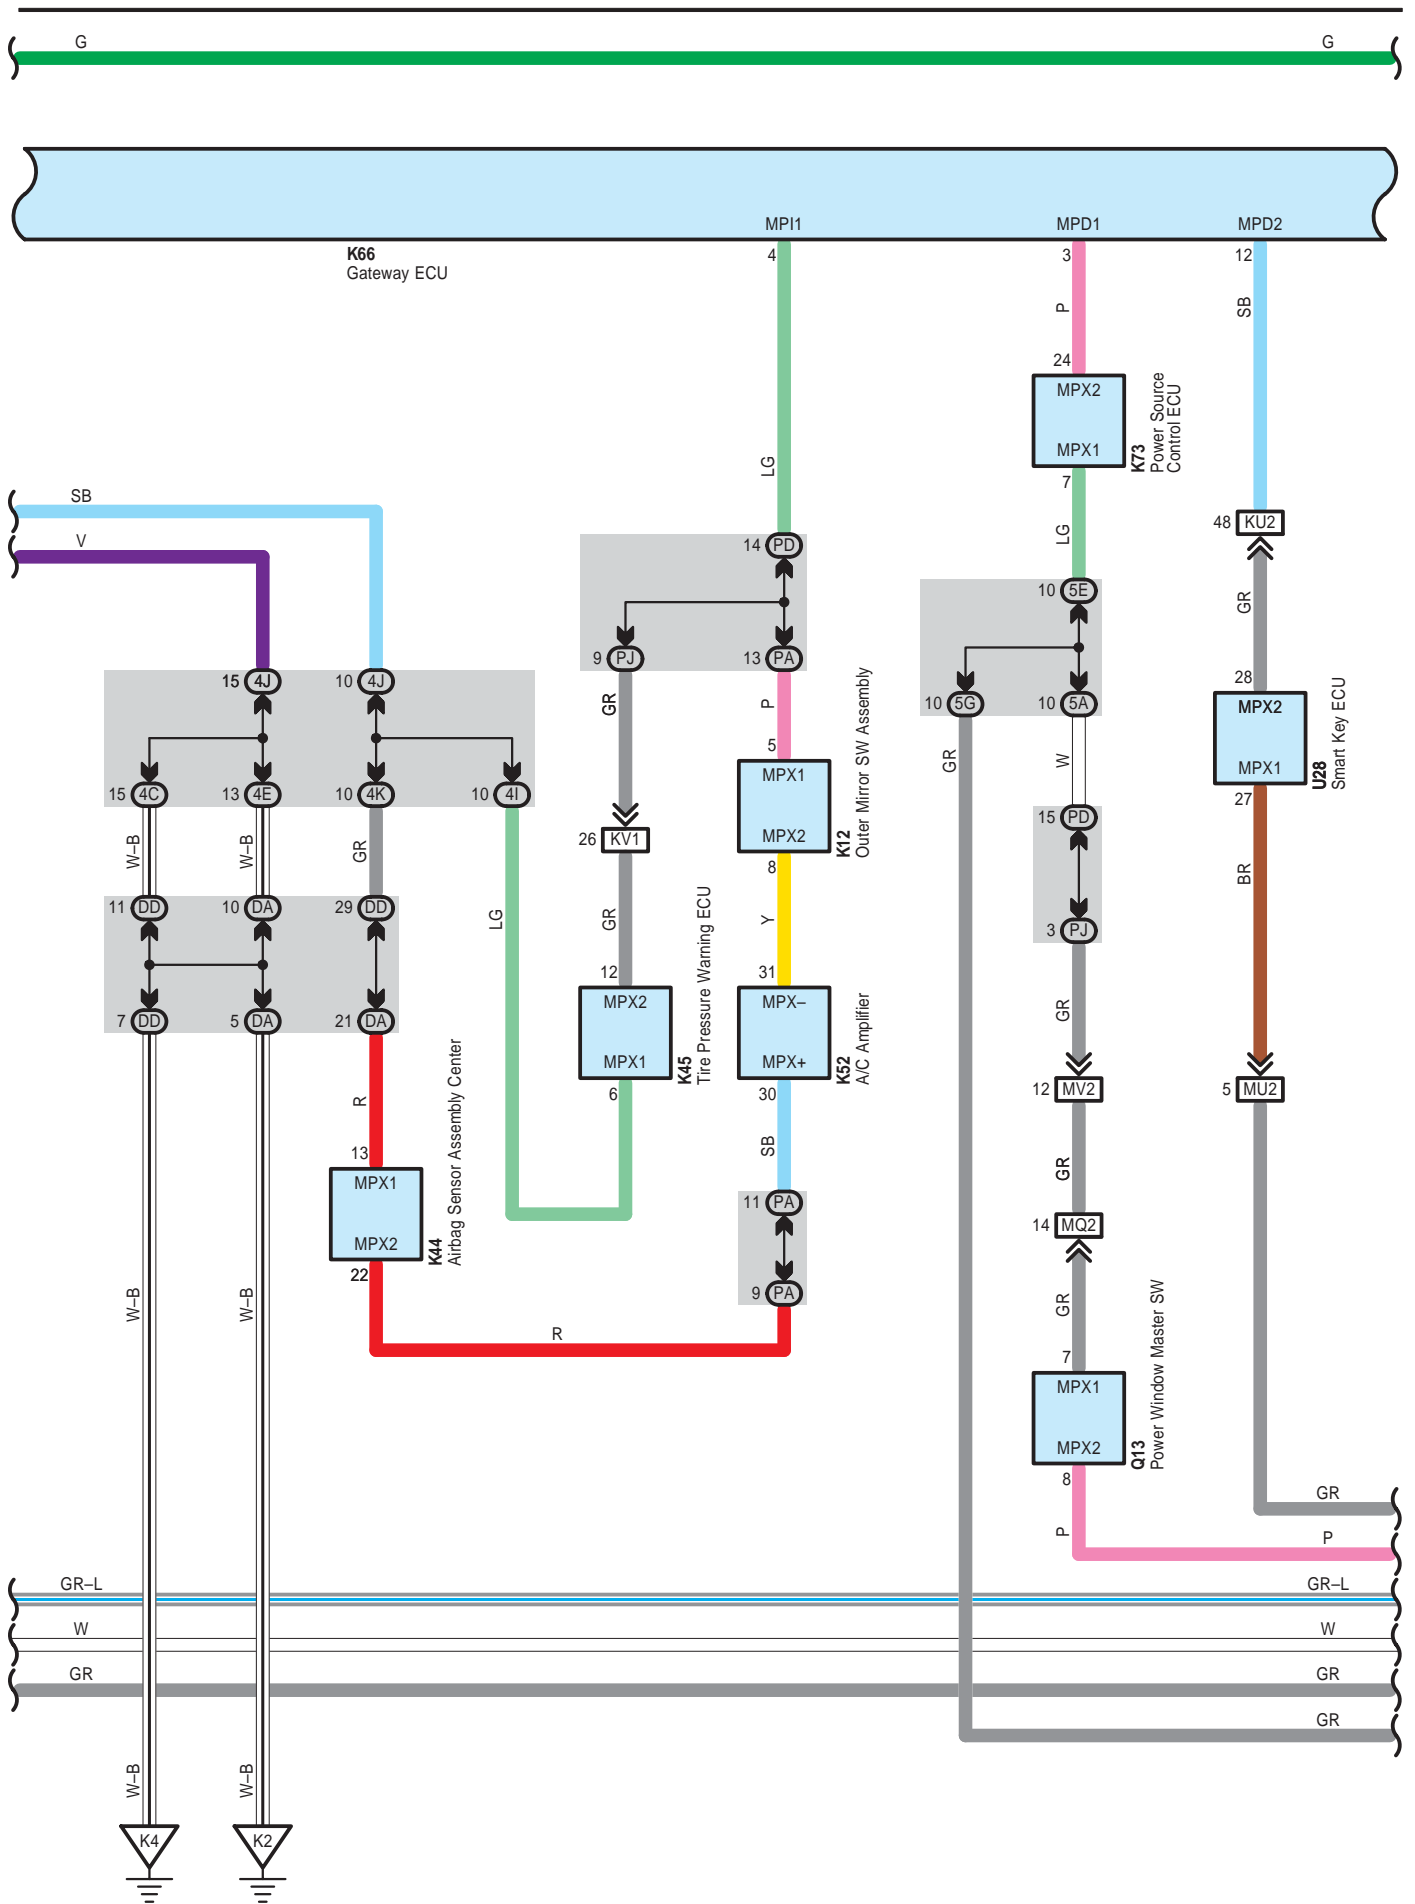 G G
MPI1 MPD1 MPD2
K66
Gateway ECU
4 3 12
P SB
24
MPX2
MPX1
K73
Power Source
Control ECU
7
LG LG
SB
V
48 KU2
14 PD
10 5E
GR
9 PJ 13 PA
28
15 4J 10 4J
10 5G 10 5A
GR P
MPX2
MPX1
U28
Smart Key ECU
5
MPX1
MPX2
K12
Outer Mirror SW Assembly
GR W
15 4C 13 4E 10 4K 10 4I
27
15 PD
26 KV1
W–B W–B GR
8
BR
11 DD 10 DA 29 DD
LG GR Y
3 PJ
12 31
MPX2
MPX1
K45
Tire Pressure Warning ECU
MPX–
MPX+
K52
A/C Amplifier
7 DD 5 DA 21 DA
GR
6 30
12 MV2
5 MU2
R SB
13
MPX1
MPX2
K44
Airbag Sensor Assembly Center
22
GR
11 PA
14 MQ2
9 PA
W–B W–B
GR
R
7
MPX1
MPX2
Q13
Power Window Master SW
8
GR
P P
GR–L GR–L
W W
GR GR
GR
W–B W–B
K4 K2